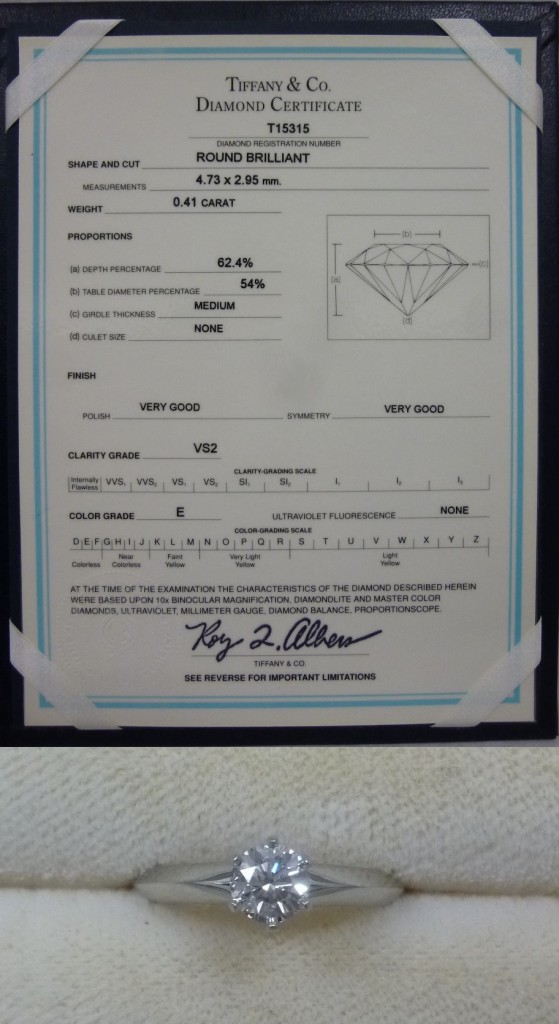 TIFFANY & CO.
DIAMOND CERTIFICATE
T15315
DIAMOND REGISTRATION NUMBER
SHAPE AND CUT ROUND BRILLIANT
MEASUREMENTS 4.73 x 2.95 mm.
WEIGHT 0.41 CARAT
PROPORTIONS
(a) DEPTH PERCENTAGE 62.4%
(b) TABLE DIAMETER PERCENTAGE 54%
(c) GIRDLE THICKNESS MEDIUM
(d) CULET SIZE NONE
(b)
(a)
(c)
(d)
FINISH
POLISH VERY GOOD SYMMETRY VERY GOOD
CLARITY GRADE VS2
CLARITY-GRADING SCALE
Internally Flawless VVS1 VVS2 VS1 VS2 SI1 SI2 I1 I2 I3
COLOR GRADE E ULTRAVIOLET FLUORESCENCE NONE
COLOR-GRADING SCALE
D E F G H I J K L M N O P Q R S T U V W X Y Z
Colorless Near Colorless Faint Yellow Very Light Yellow Light Yellow
AT THE TIME OF THE EXAMINATION THE CHARACTERISTICS OF THE DIAMOND DESCRIBED HEREIN
WERE BASED UPON 10x BINOCULAR MAGNIFICATION, DIAMONDLITE AND MASTER COLOR
DIAMONDS, ULTRAVIOLET, MILLIMETER GAUGE, DIAMOND BALANCE, PROPORTIONSCOPE.
Roy 2. Albers
TIFFANY & CO.
SEE REVERSE FOR IMPORTANT LIMITATIONS